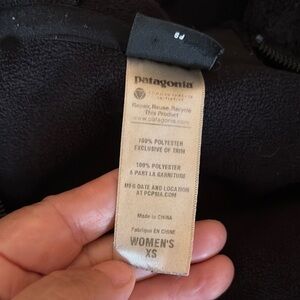 patagonia
Repair, Reuse, Recycle
This Product
www.patagonia.com
100% POLYESTER
EXCLUSIVE OF TRIM
100% POLYESTER
À PART LA GARNITURE
MFG DATE AND LOCATION
AT PCPSIA.COM
Made in CHINA
Fabriqué EN CHINE
WOMEN'S
XS